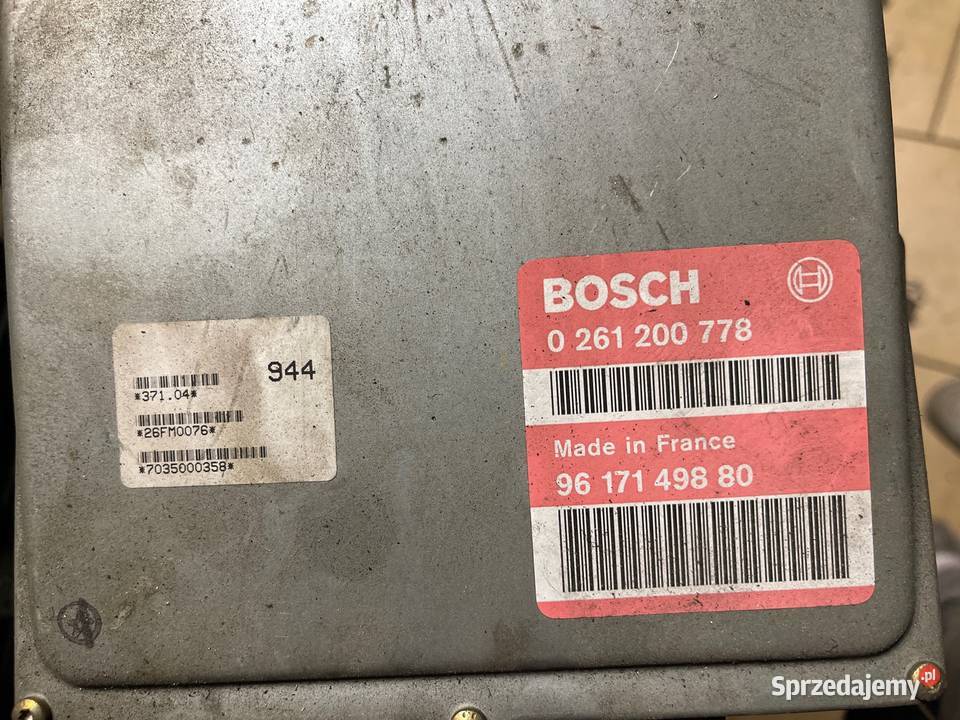 944
*371.04*
*26FM0076*
*7035000358*
BOSCH
0 261 200 778
Made in France
96 171 498 80
Sprzedajemy.pl